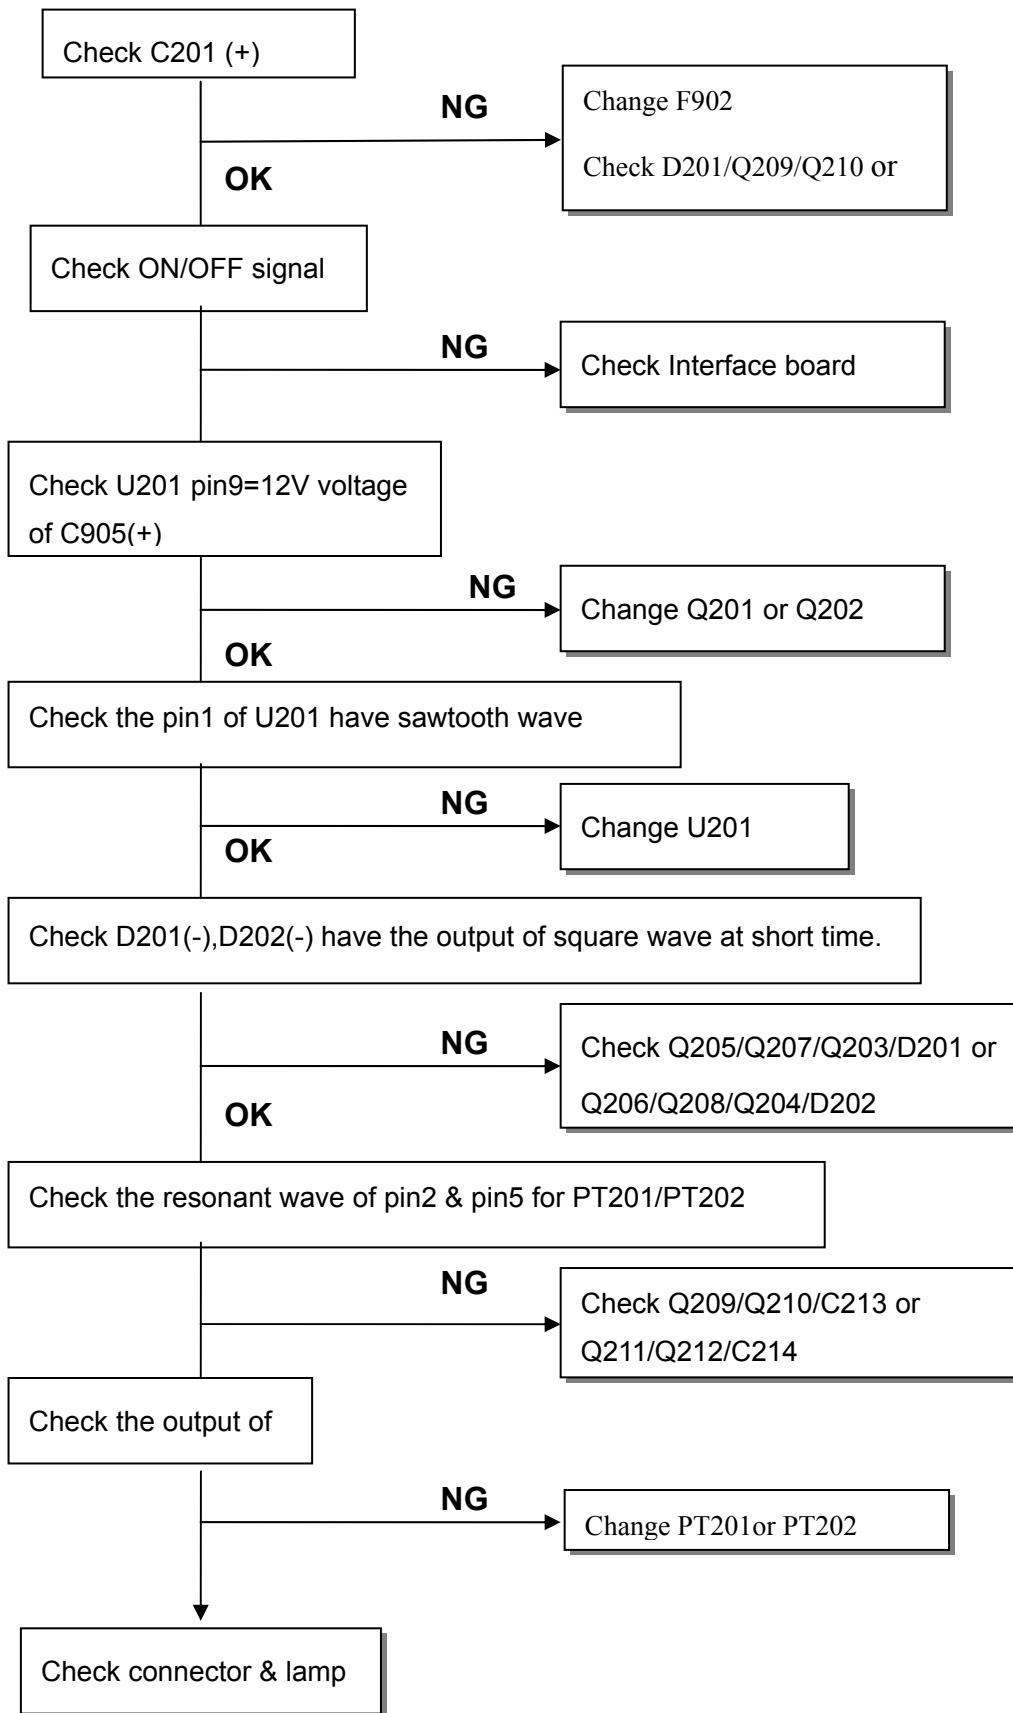 Check C201 (+)
NG
Change F902
Check D201/Q209/Q210 or
OK
Check ON/OFF signal
NG
Check Interface board
Check U201 pin9=12V voltage
of C905(+)
NG
Change Q201 or Q202
OK
Check the pin1 of U201 have sawtooth wave
NG
Change U201
OK
Check D201(-),D202(-) have the output of square wave at short time.
NG
Check Q205/Q207/Q203/D201 or
Q206/Q208/Q204/D202
OK
Check the resonant wave of pin2 & pin5 for PT201/PT202
NG
Check Q209/Q210/C213 or
Q211/Q212/C214
Check the output of
NG
Change PT201or PT202
Check connector & lamp